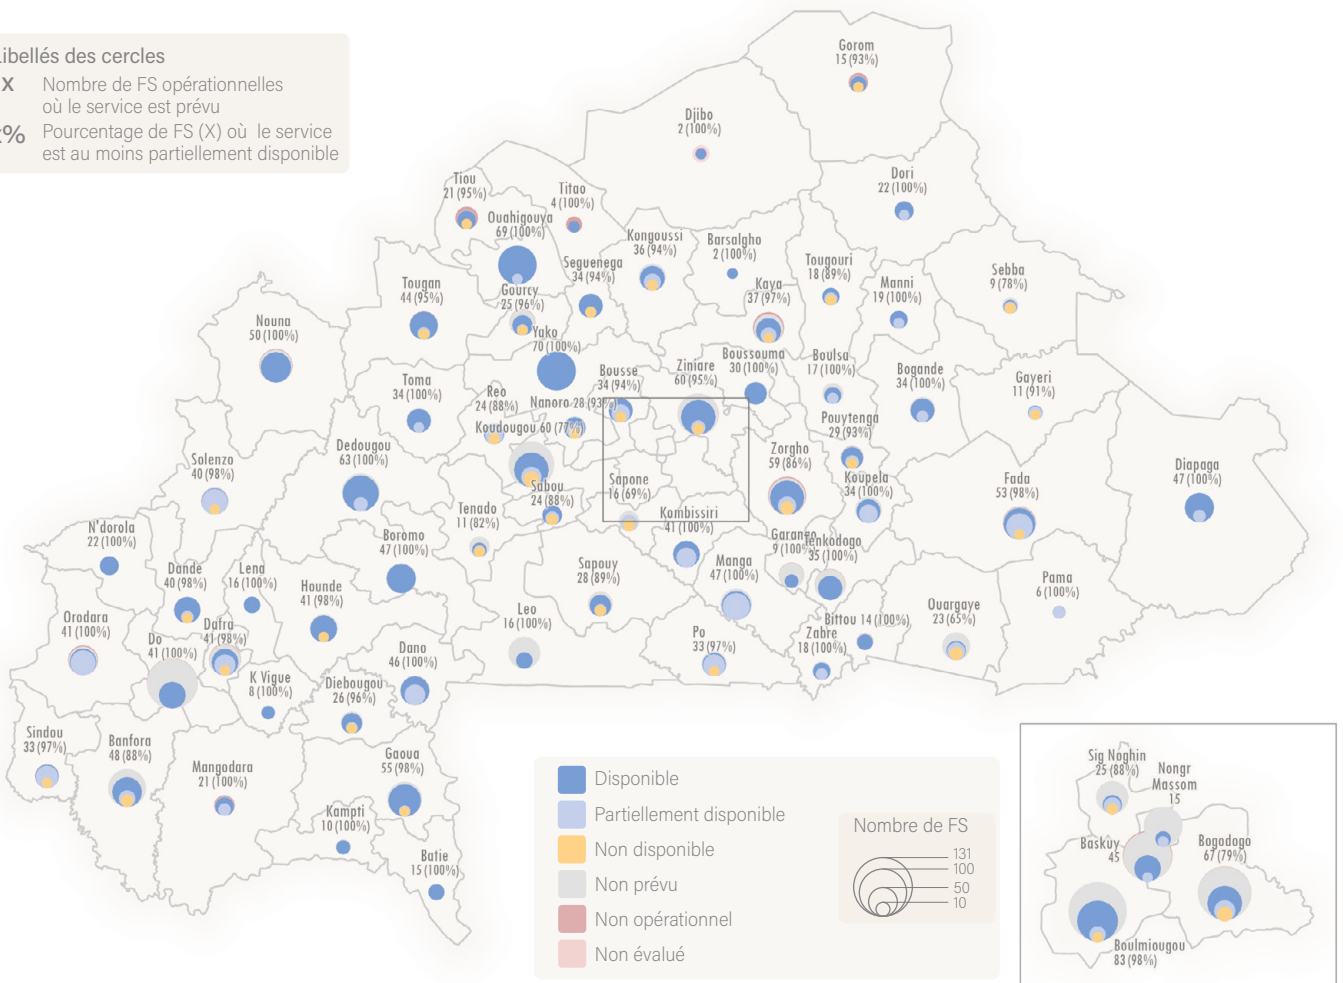 Libellés des cercles
X Nombre de FS opérationnelles
où le service est prévu
% Pourcentage de FS (X) où le service
est au moins partiellement disponible
Gorom
15 (93%)
Djibo
2 (100%)
Dori
22 (100%)
Tiou
21 (95%)
Titao
4 (100%)
Ouahigouya
69 (100%)
Kongoussi
36 (94%)
Barsalgho
2 (100%)
Tougouri
18 (89%)
Sebba
9 (78%)
Seguenega
34 (94%)
Kaya
37 (97%)
Manni
19 (100%)
Tougan
44 (95%)
Gourcy
25 (96%)
Nouna
50 (100%)
Yako
70 (100%)
Bousse
34 (94%)
Ziniare
60 (95%)
Boussouma
30 (100%)
Boulsa
17 (100%)
Bogande
34 (100%)
Gayeri
11 (91%)
Toma
34 (100%)
Reo
24 (88%)
Nanoro 28 (93%)
Koudougou 60 (77%)
Pouytenga
29 (93%)
Dedougou
63 (100%)
Solenzo
40 (98%)
Zorgho
59 (86%)
Koupela
34 (100%)
Fada
53 (98%)
Diapaga
47 (100%)
Sabou
24 (88%)
Sapone
16 (69%)
Tenado
11 (82%)
Kombissiri
41 (100%)
N'dorola
22 (100%)
Boromo
47 (100%)
Garango
9 (100%)
Tenkodogo
35 (100%)
Dande
40 (98%)
Lena
16 (100%)
Hounde
41 (98%)
Sapouy
28 (89%)
Manga
47 (100%)
Pama
6 (100%)
Orodara
41 (100%)
Do
41 (100%)
Dafra
41 (98%)
Leo
16 (100%)
Ouargaye
23 (65%)
Bittou 14 (100%)
Zabre
18 (100%)
Po
33 (97%)
Dano
46 (100%)
K Vigue
8 (100%)
Diebougou
26 (96%)
Sindou
33 (97%)
Banfora
48 (88%)
Mangodara
21 (100%)
Gaoua
55 (98%)
Kampti
10 (100%)
Batie
15 (100%)
Disponible
Partiellement disponible
Non disponible
Non prévu
Non opérationnel
Non évalué
Nombre de FS
131
100
50
10
Sig Noghin
25 (88%)
Nongr
Massom
15
Baskuy
45
Bogodogo
67 (79%)
Boulmiougou
83 (98%)